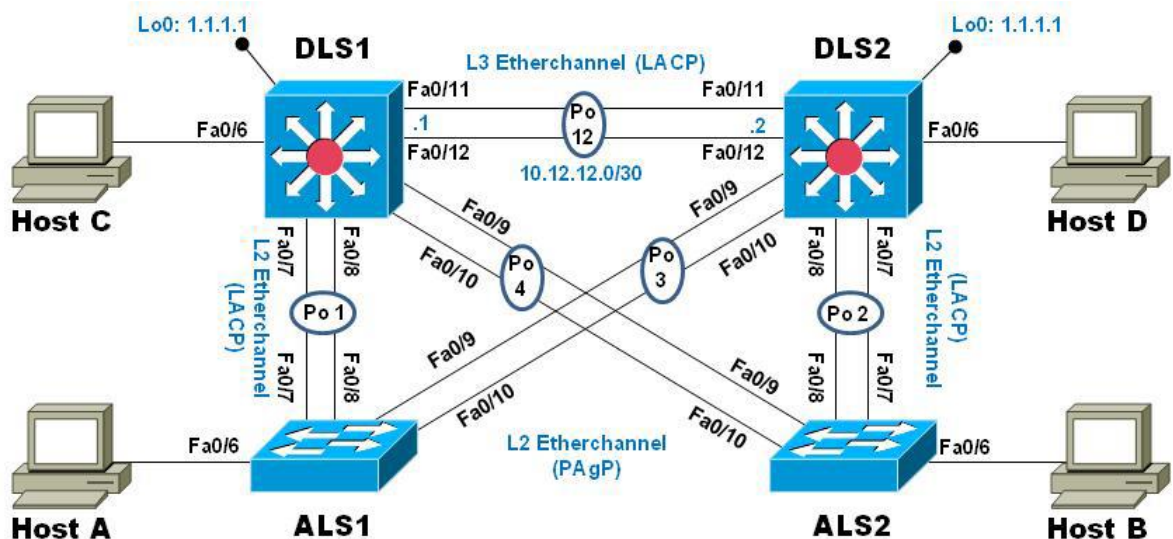 Lo0: 1.1.1.1
Lo0: 1.1.1.1
DLS1
DLS2
L3 Etherchannel (LACP)
Fa0/11
Fa0/11
Fa0/6
.1
Po
12
.2
Fa0/6
Fa0/12
Fa0/12
10.12.12.0/30
Host C
Host D
Fa0/9
Fa0/9
Fa0/10
Fa0/10
Fa0/7
Fa0/8
Fa0/8
Fa0/7
Po
4
Po
3
L2 Etherchannel
(LACP)
Po 1
Po 2
L2 Etherchannel
(LACP)
Fa0/7
Fa0/8
Fa0/9
Fa0/10
Fa0/9
Fa0/10
Fa0/8
Fa0/7
L2 Etherchannel
(PAgP)
Fa0/6
Fa0/6
Host A
ALS1
ALS2
Host B